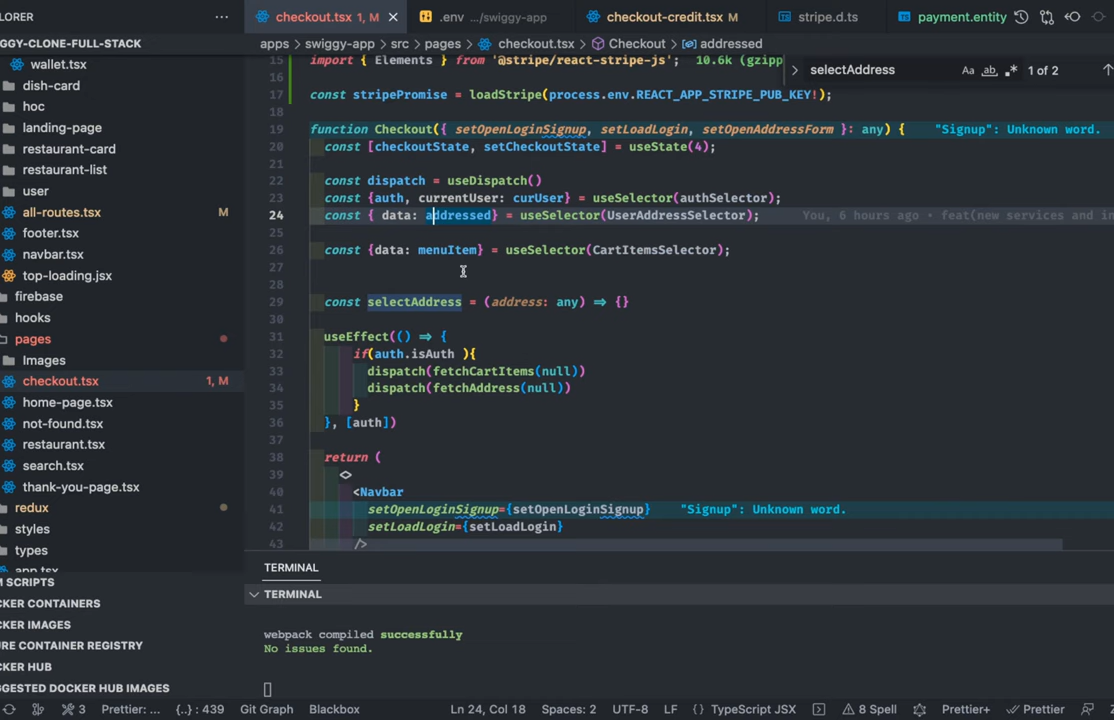 LORER ...
checkout.tsx 1, M
.env .../swiggy-app
checkout-credit.tsx M
stripe.d.ts
payment.entity
GGY-CLONE-FULL-STACK
apps > swiggy-app > src > pages > checkout.tsx > Checkout > addressed
selectAddress
Aa ab .* 1 of 2
wallet.tsx
dish-card
hoc
landing-page
restaurant-card
restaurant-list
user
all-routes.tsx M
footer.tsx
navbar.tsx
top-loading.jsx
firebase
hooks
pages
Images
checkout.tsx 1, M
home-page.tsx
not-found.tsx
restaurant.tsx
search.tsx
thank-you-page.tsx
redux
styles
types
app.tsx
M SCRIPTS
CKER CONTAINERS
CKER IMAGES
URE CONTAINER REGISTRY
CKER HUB
GGESTED DOCKER HUB IMAGES
15 import { Elements } from '@stripe/react-stripe-js'; 10.6k (gzipp
16
17 const stripePromise = loadStripe(process.env.REACT_APP_STRIPE_PUB_KEY!);
18
19 function Checkout({ setOpenLoginSignup, setLoadLogin, setOpenAddressForm }: any) { "Signup": Unknown word.
20 const [checkoutState, setCheckoutState] = useState(4);
21
22 const dispatch = useDispatch()
23 const {auth, currentUser: curUser} = useSelector(authSelector);
24 const { data: addressed} = useSelector(UserAddressSelector); You, 6 hours ago • feat(new services and in
25
26 const {data: menuItem} = useSelector(CartItemsSelector);
27
28
29 const selectAddress = (address: any) => {}
30
31 useEffect(() => {
32 if(auth.isAuth ){
33 dispatch(fetchCartItems(null))
34 dispatch(fetchAddress(null))
35 }
36 }, [auth])
37
38 return (
39 <>
40 <Navbar
41 setOpenLoginSignup={setOpenLoginSignup} "Signup": Unknown word.
42 setLoadLogin={setLoadLogin}
43 />
TERMINAL
TERMINAL
webpack compiled successfully
No issues found.
3 Prettier: ... {..} : 439 Git Graph Blackbox Ln 24, Col 18 Spaces: 2 UTF-8 LF {} TypeScript JSX 8 Spell Prettier+ Prettier